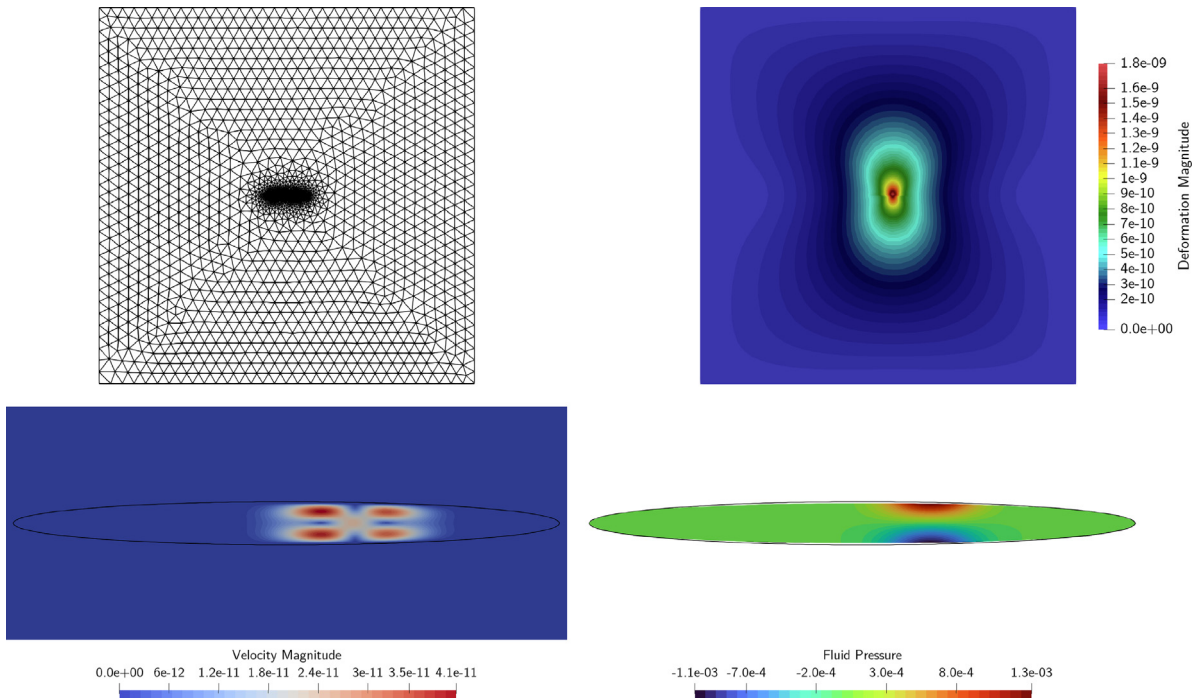 1.8e-09
1.6e-9
1.5e-9
1.4e-9
1.3e-9
1.2e-9
1.1e-9
1e-9
9e-10
8e-10
7e-10
6e-10
5e-10
4e-10
3e-10
2e-10
0.0e+00
Deformation Magnitude
Velocity Magnitude
0.0e+00 6e-12 1.2e-11 1.8e-11 2.4e-11 3e-11 3.5e-11 4.1e-11
Fluid Pressure
-1.1e-03 -7.0e-4 -2.0e-4 3.0e-4 8.0e-4 1.3e-03